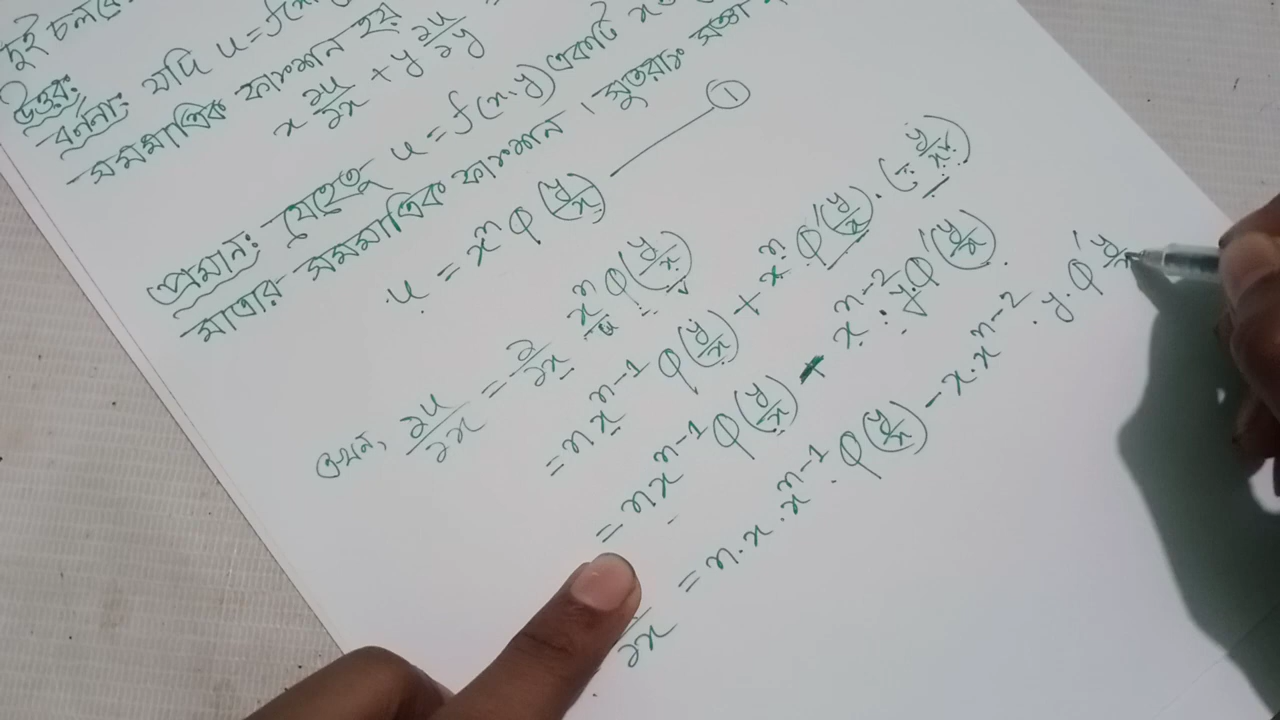 দুই চলকে
উত্তর:
বর্ণনা: যদি u = f(x,
সমমাত্রিক ফাংশন হয়
x ∂u/∂x + y ∂u/∂y =
প্রমান: যেহেতু u = f(x, y) একটি x
মাত্রার সমমাত্রিক ফাংশন । সুতরাং
u = xⁿ φ (y/x) ——— ①
এখন, ∂u/∂x = ∂/∂x xⁿ φ (y/x)
= n xⁿ⁻¹ φ (y/x) + xⁿ φ′(y/x) ·
= n xⁿ⁻¹ φ (y/x) - xⁿ⁻² · y · φ′(y/x)
∂x = n · x · xⁿ⁻¹ · φ (y/x) - x · xⁿ⁻² · y · φ′ y/x